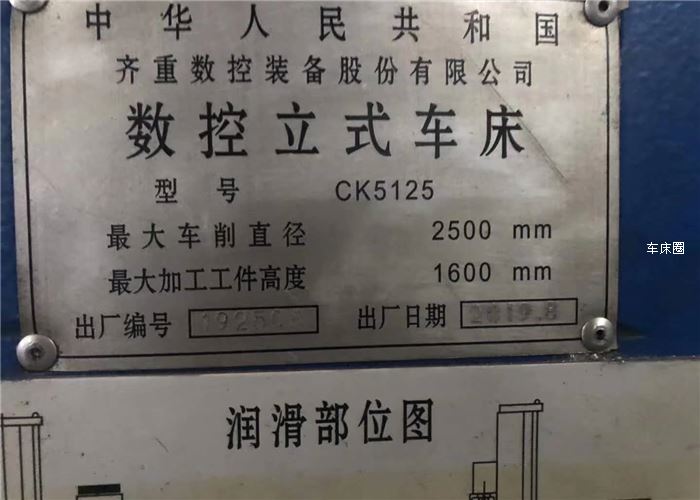 中华人民共和国
齐重数控装备股份有限公司
数控立式车床
型号 CK5125
最大车削直径 2500 mm
最大加工工件高度 1600 mm
出厂编号 出厂日期 2019.8
车床圈
润滑部位图